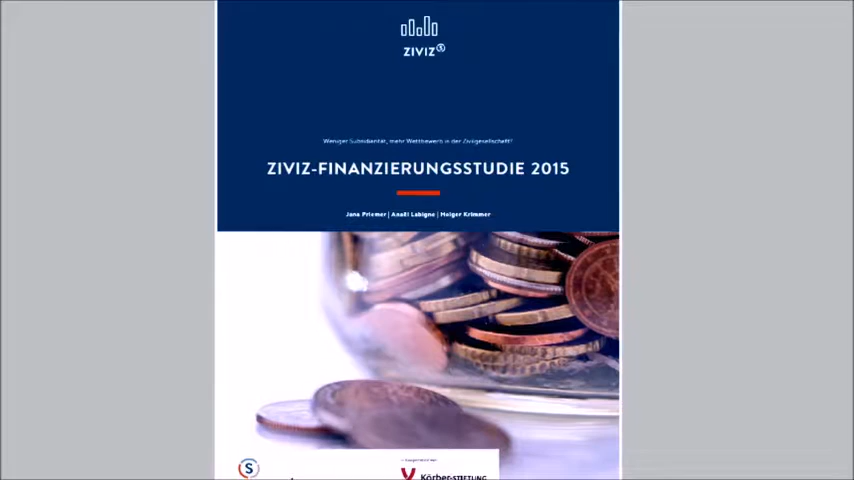 ZIVIZ
Weniger Subsidiarität, mehr Wettbewerb in der Zivilgesellschaft?
ZIVIZ-FINANZIERUNGSSTUDIE 2015
Jana Priemer | Anaël Labigne | Holger Krimmer
S
Körber-STIFTUNG